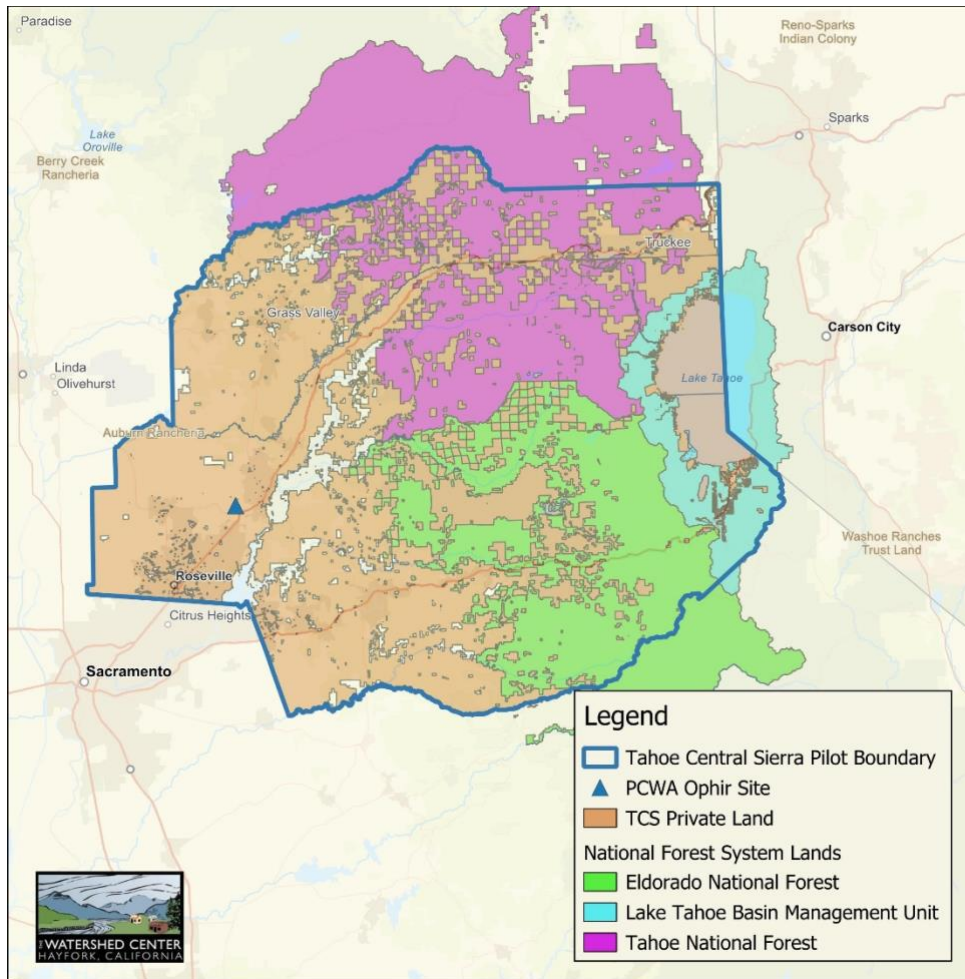 Paradise
Reno-Sparks
Indian Colony
Sparks
Lake
Oroville
Berry Creek
Rancheria
Truckee
Grass Valley
Carson City
Linda
Olivehurst
Lake Tahoe
Auburn Rancheria
Washoe Ranches
Trust Land
Roseville
Citrus Heights
Sacramento
Legend
Tahoe Central Sierra Pilot Boundary
PCWA Ophir Site
TCS Private Land
National Forest System Lands
Eldorado National Forest
Lake Tahoe Basin Management Unit
Tahoe National Forest
THE
WATERSHED CENTER
HAYFORK, CALIFORNIA